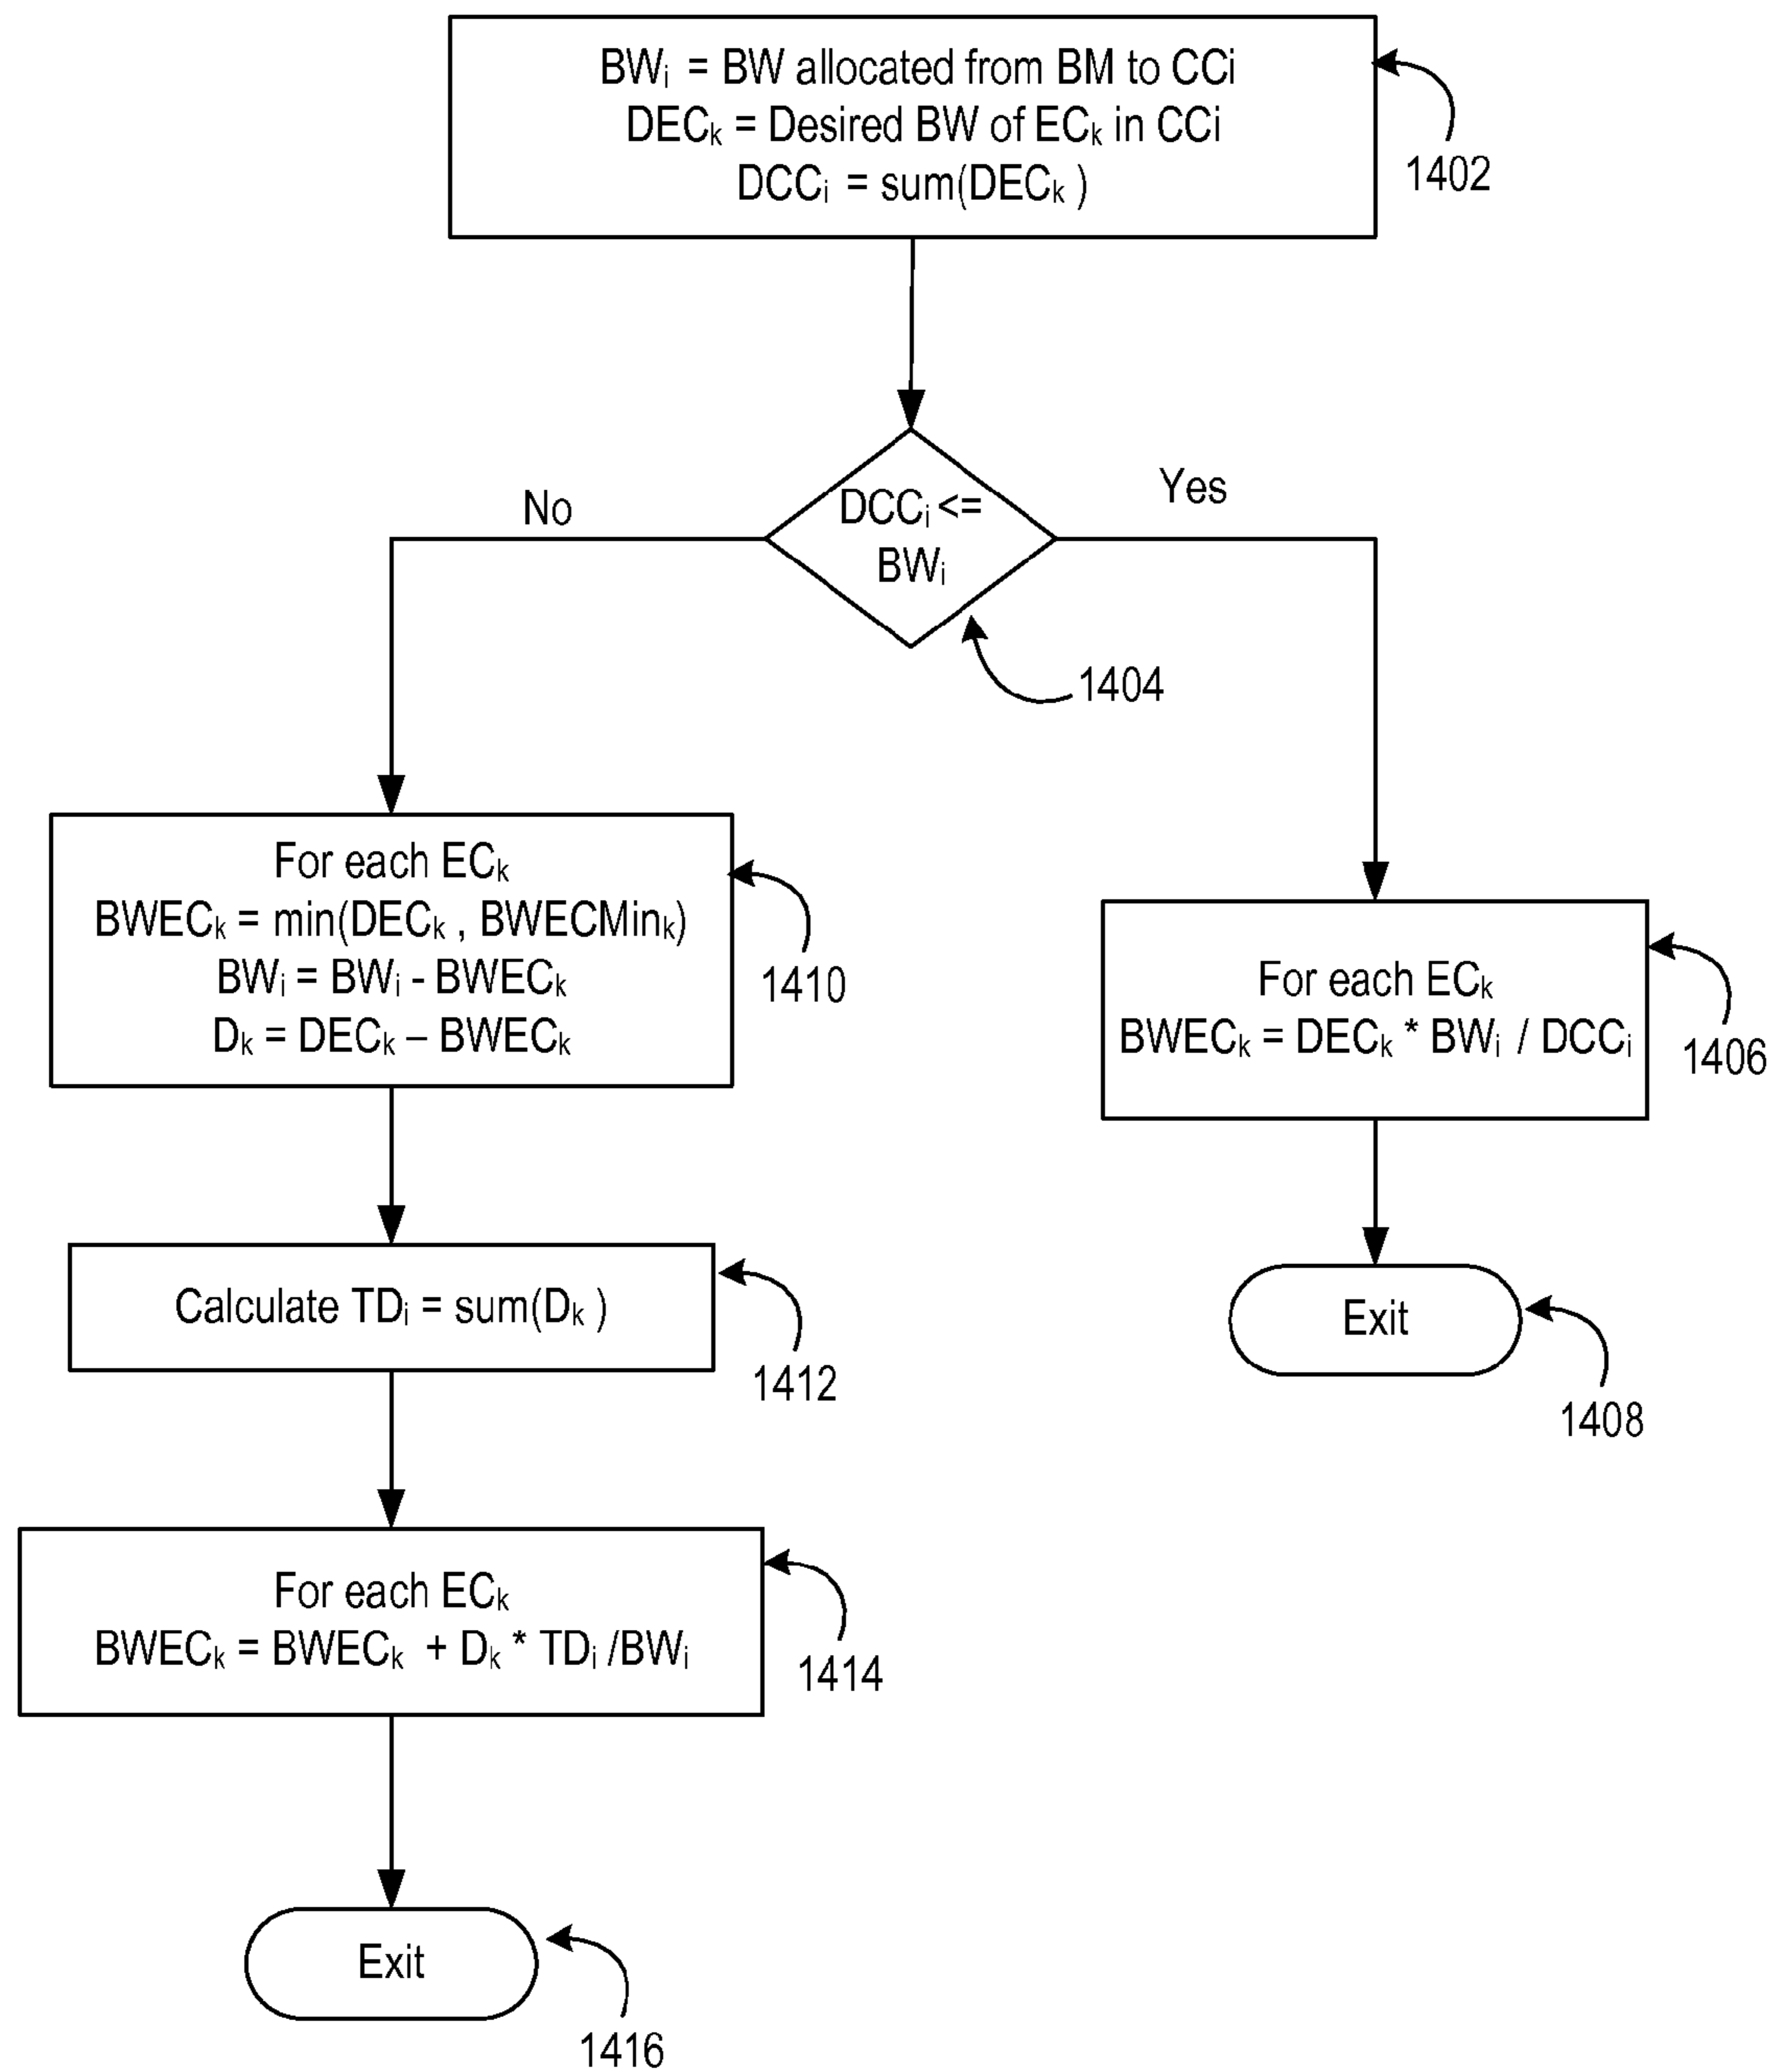 BWᵢ = BW allocated from BM to CCi
DECₖ = Desired BW of ECₖ in CCi
DCCᵢ = sum(DECₖ )
1402
DCCᵢ <=
BWᵢ
No
Yes
1404
For each ECₖ
BWECₖ = min(DECₖ , BWECMinₖ)
BWᵢ = BWᵢ - BWECₖ
Dₖ = DECₖ – BWECₖ
1410
For each ECₖ
BWECₖ = DECₖ * BWᵢ / DCCᵢ
1406
Calculate TDᵢ = sum(Dₖ )
1412
Exit
1408
For each ECₖ
BWECₖ = BWECₖ + Dₖ * TDᵢ /BWᵢ
1414
Exit
1416